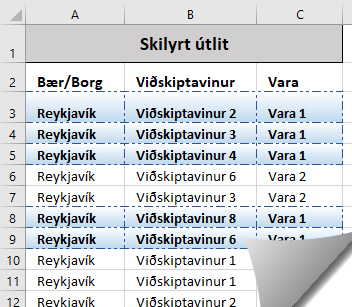 A B C
1 Skilyrt útlit
2 Bær/Borg Viðskiptavinur Vara
3 Reykjavík Viðskiptavinur 2 Vara 1
4 Reykjavík Viðskiptavinur 3 Vara 1
5 Reykjavík Viðskiptavinur 4 Vara 1
6 Reykjavík Viðskiptavinur 6 Vara 2
7 Reykjavík Viðskiptavinur 3 Vara 2
8 Reykjavík Viðskiptavinur 8 Vara 1
9 Reykjavík Viðskiptavinur 6 Vara 1
10 Reykjavík Viðskiptavinur 1
11 Reykjavík Viðskiptavinur 1
12 Reykjavík Viðskiptavinur 2